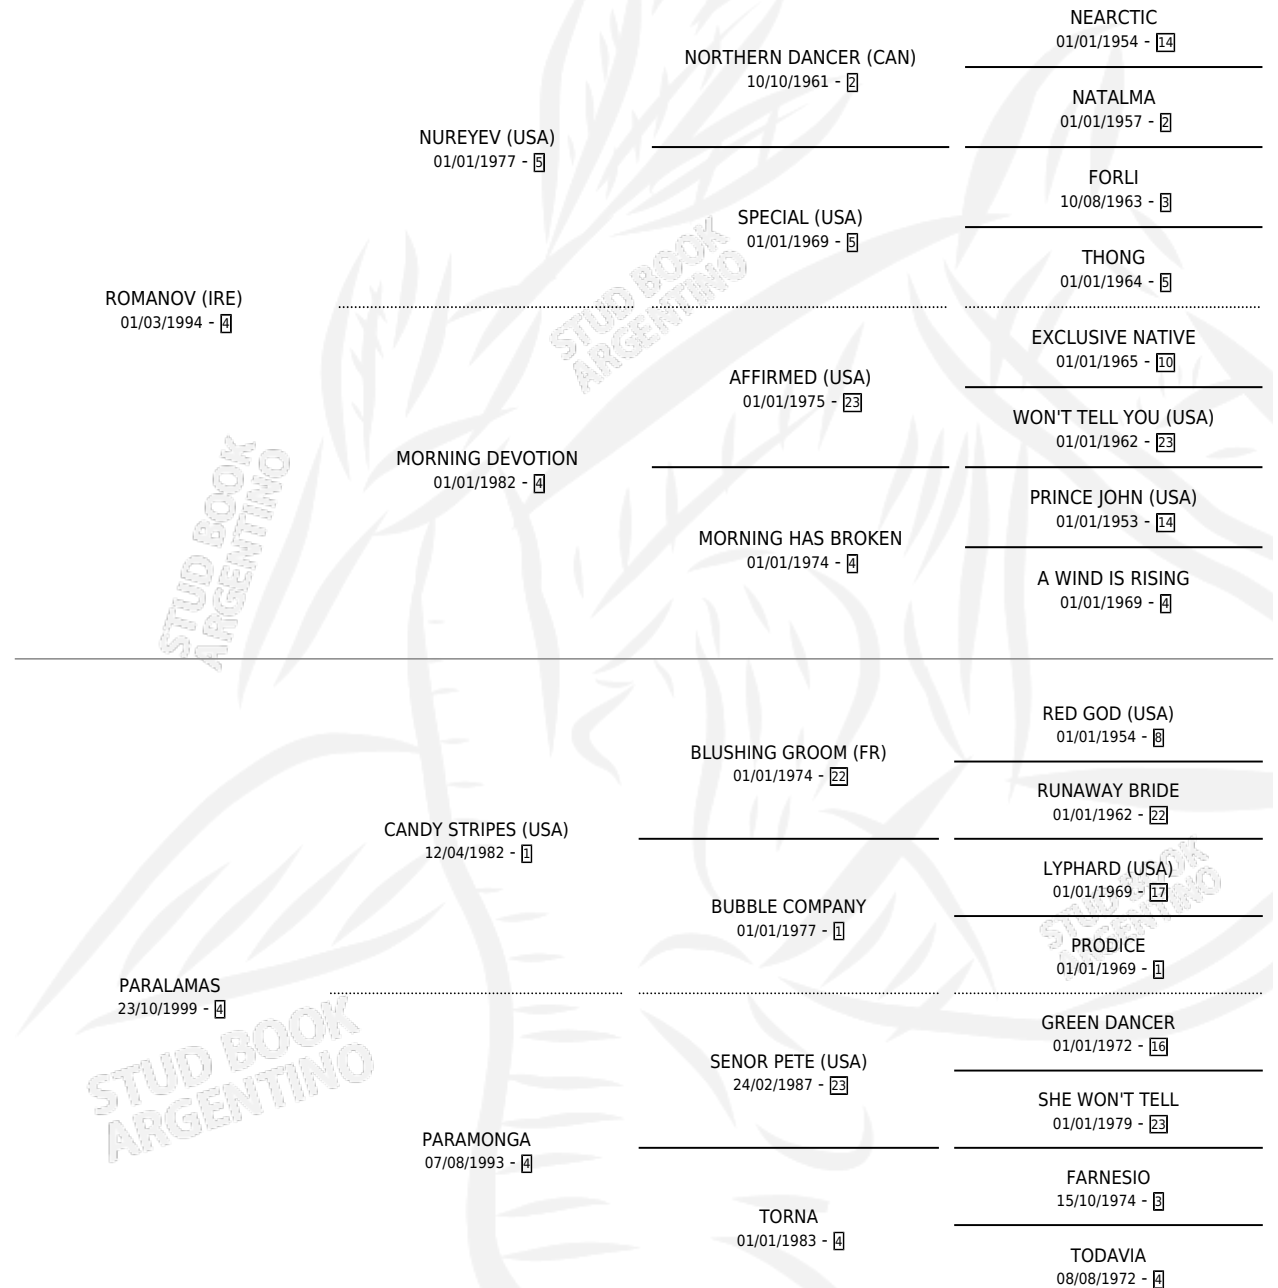 NEARCTIC
01/01/1954 - 14
NORTHERN DANCER (CAN)
10/10/1961 - 2
NATALMA
01/01/1957 - 2
NUREYEV (USA)
01/01/1977 - 5
FORLI
10/08/1963 - 3
SPECIAL (USA)
01/01/1969 - 5
THONG
01/01/1964 - 5
ROMANOV (IRE)
01/03/1994 - 4
EXCLUSIVE NATIVE
01/01/1965 - 10
AFFIRMED (USA)
01/01/1975 - 23
WON'T TELL YOU (USA)
01/01/1962 - 23
MORNING DEVOTION
01/01/1982 - 4
PRINCE JOHN (USA)
01/01/1953 - 14
MORNING HAS BROKEN
01/01/1974 - 4
A WIND IS RISING
01/01/1969 - 4
RED GOD (USA)
01/01/1954 - 8
BLUSHING GROOM (FR)
01/01/1974 - 22
RUNAWAY BRIDE
01/01/1962 - 22
CANDY STRIPES (USA)
12/04/1982 - 1
LYPHARD (USA)
01/01/1969 - 17
BUBBLE COMPANY
01/01/1977 - 1
PRODICE
01/01/1969 - 1
PARALAMAS
23/10/1999 - 4
GREEN DANCER
01/01/1972 - 16
SENOR PETE (USA)
24/02/1987 - 23
SHE WON'T TELL
01/01/1979 - 23
PARAMONGA
07/08/1993 - 4
FARNESIO
15/10/1974 - 3
TORNA
01/01/1983 - 4
TODAVIA
08/08/1972 - 4
STUD BOOK
ARGENTINO
STUD BOOK
ARGENTINO
STUD BOOK
ARGENTINO
STUD BOOK
ARGENTINO